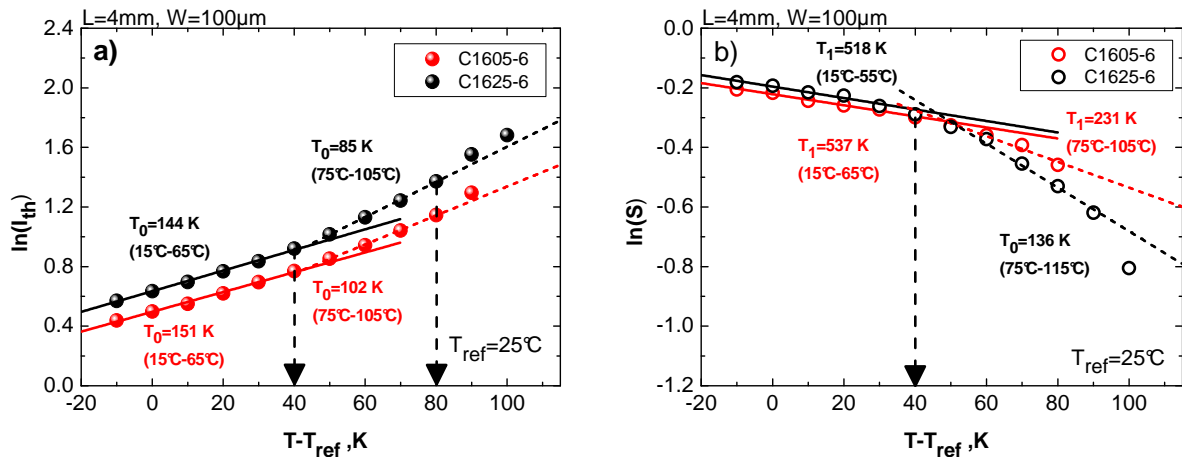 L=4mm, W=100µm
a)
C1605-6
C1625-6
T0=85 K
(75℃-105℃)
T0=144 K
(15℃-65℃)
T0=102 K
(75℃-105℃)
T0=151 K
(15℃-65℃)
Tref=25℃
ln(Ith)
2.4
2.0
1.6
1.2
0.8
0.4
0.0
-20 0 20 40 60 80 100
T-Tref ,K
L=4mm, W=100µm
b)
C1605-6
C1625-6
T1=518 K
(15℃-55℃)
T1=231 K
(75℃-105℃)
T1=537 K
(15℃-65℃)
T0=136 K
(75℃-115℃)
Tref=25℃
ln(S)
0.0
-0.2
-0.4
-0.6
-0.8
-1.0
-1.2
-20 0 20 40 60 80 100
T-Tref ,K